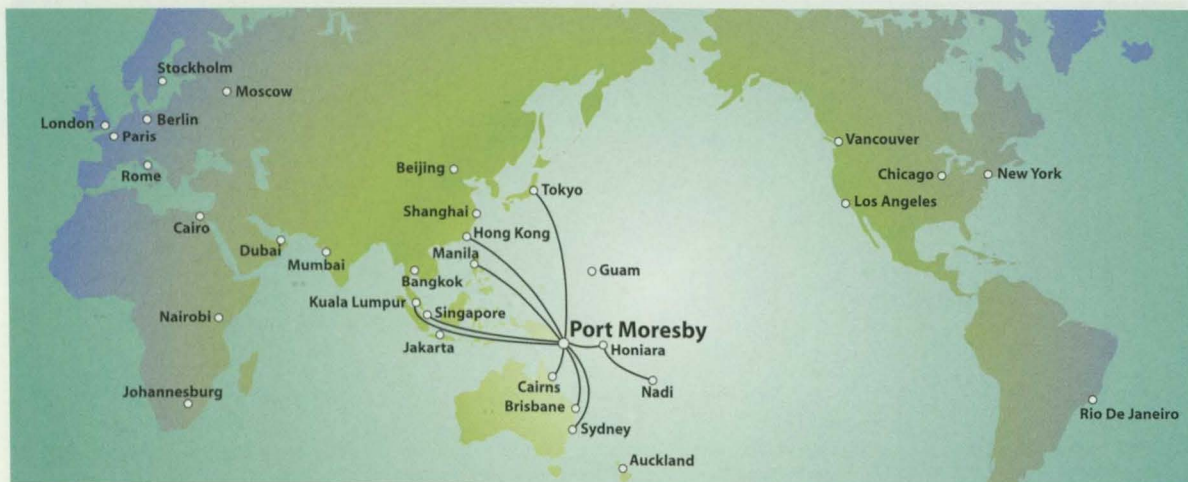 Stockholm
Moscow
London
Berlin
Paris
Rome
Cairo
Dubai
Mumbai
Nairobi
Johannesburg
Beijing
Tokyo
Shanghai
Hong Kong
Manila
Bangkok
Guam
Kuala Lumpur
Singapore
Jakarta
Port Moresby
Honiara
Nadi
Cairns
Brisbane
Sydney
Auckland
Vancouver
Chicago
New York
Los Angeles
Rio De Janeiro